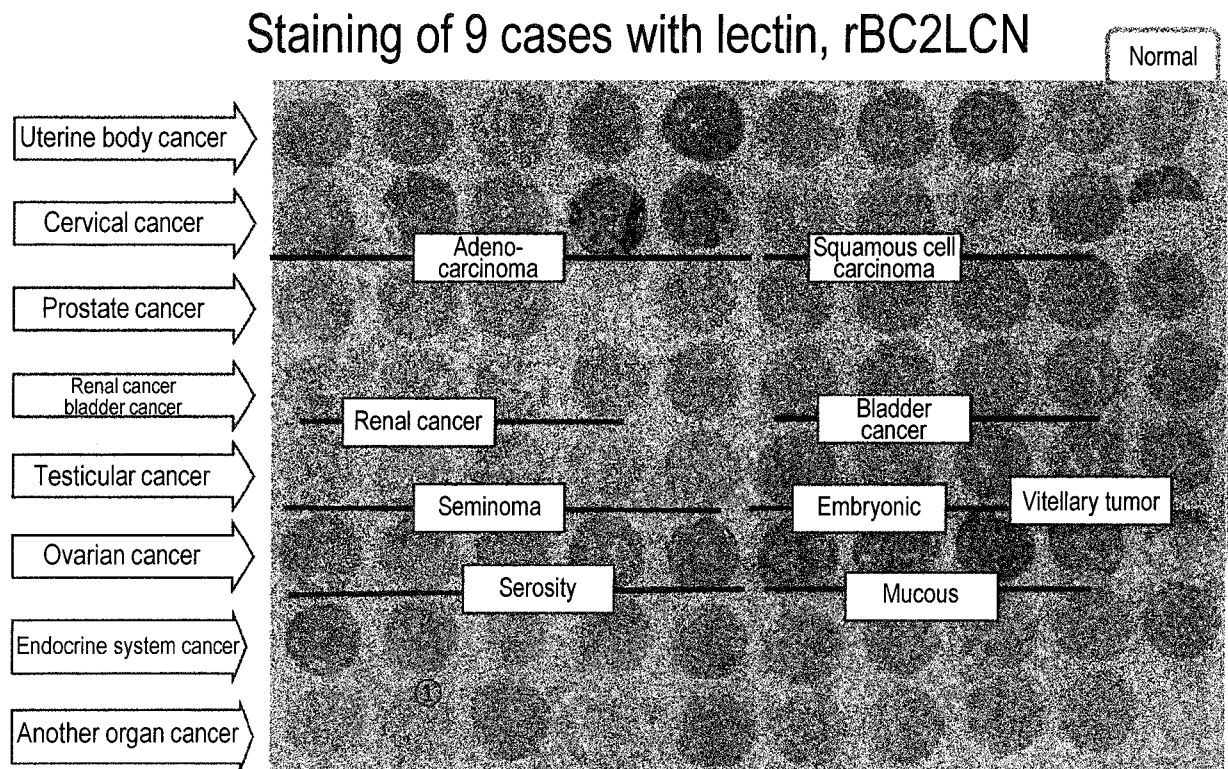 Staining of 9 cases with lectin, rBC2LCN
Normal
Uterine body cancer
Cervical cancer
Adeno-
carcinoma
Squamous cell
carcinoma
Prostate cancer
Renal cancer
bladder cancer
Renal cancer
Bladder
cancer
Testicular cancer
Seminoma
Embryonic
Vitellary tumor
Ovarian cancer
Serosity
Mucous
Endocrine system cancer
①
Another organ cancer